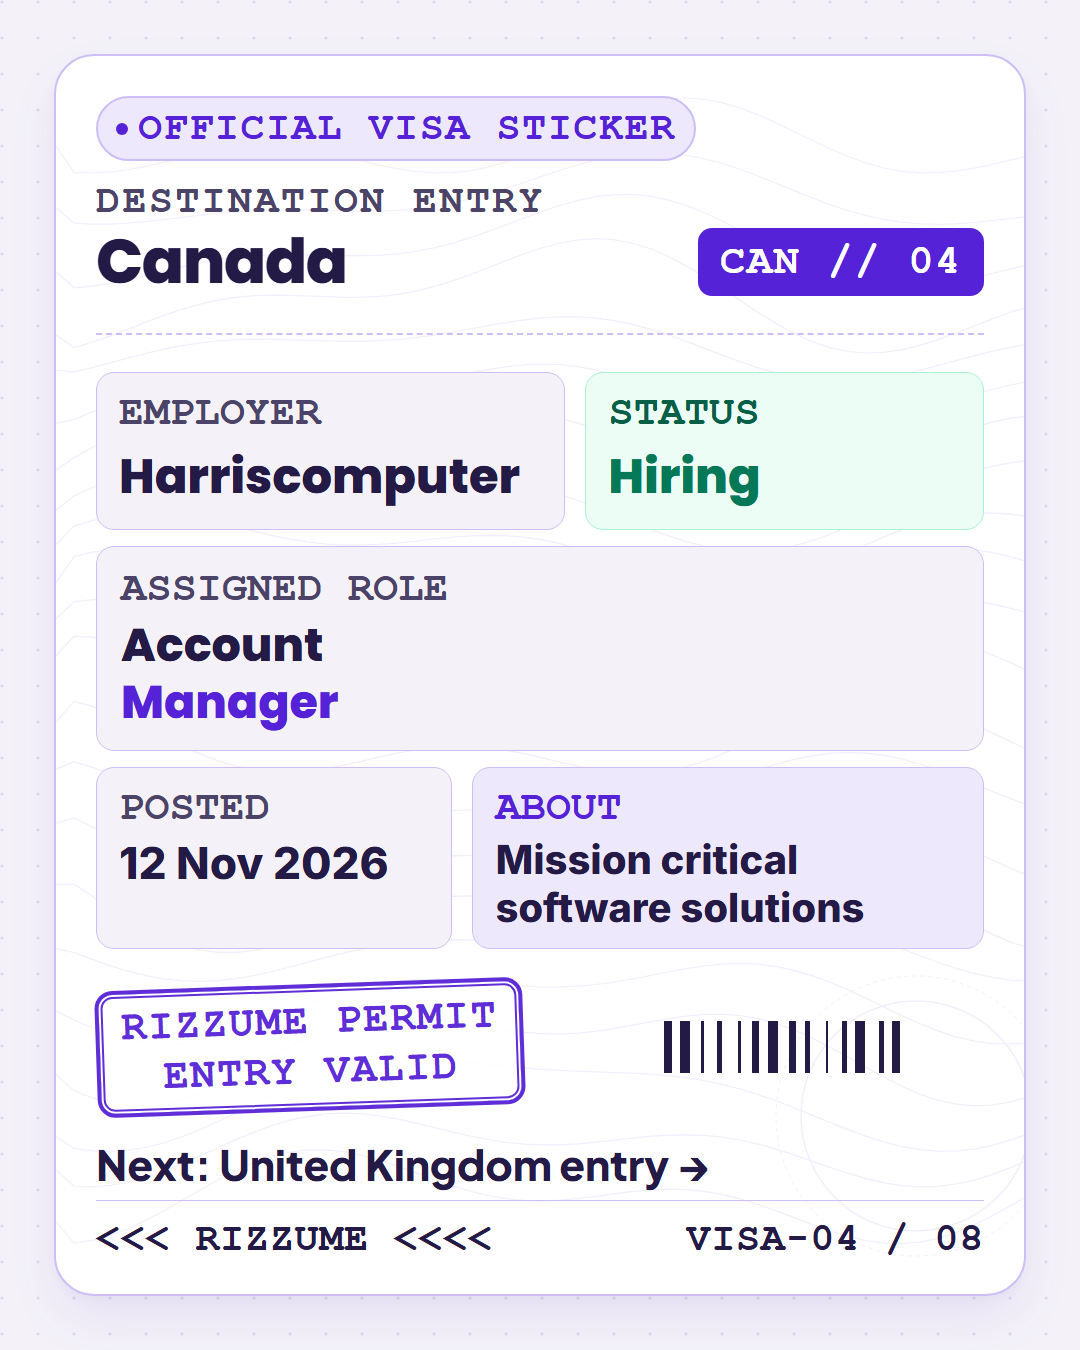 • OFFICIAL VISA STICKER
DESTINATION ENTRY
Canada
CAN // 04
EMPLOYER
Harriscomputer
STATUS
Hiring
ASSIGNED ROLE
Account
Manager
POSTED
12 Nov 2026
ABOUT
Mission critical
software solutions
RIZZUME PERMIT
ENTRY VALID
Next: United Kingdom entry →
<<< RIZZUME <<<<
VISA-04 / 08